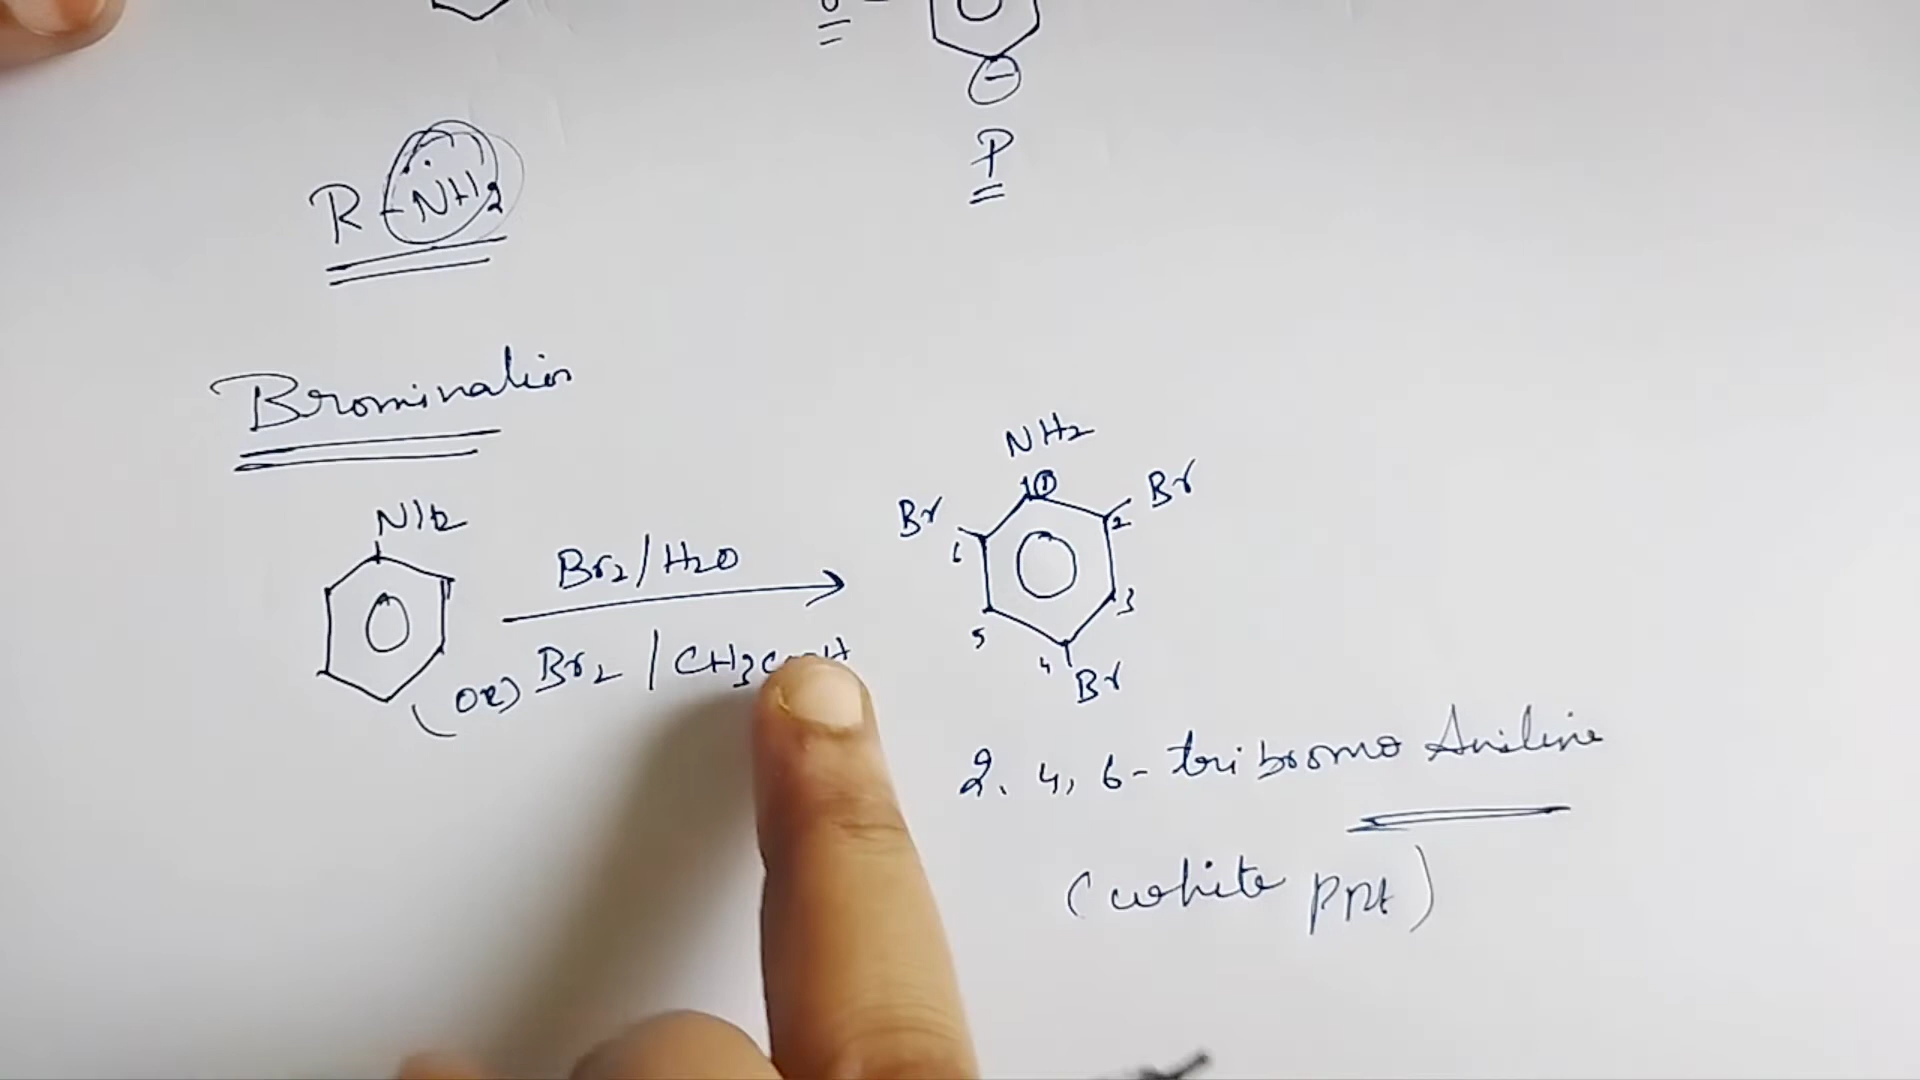 O
P
R-NH2
Bromination
NH2
NH2
Br
Br
1
2
3
4
5
6
Br
Br2/H2O
(OR) Br2 / CH3COOH
2, 4, 6- tribromo Aniline
(white ppt)